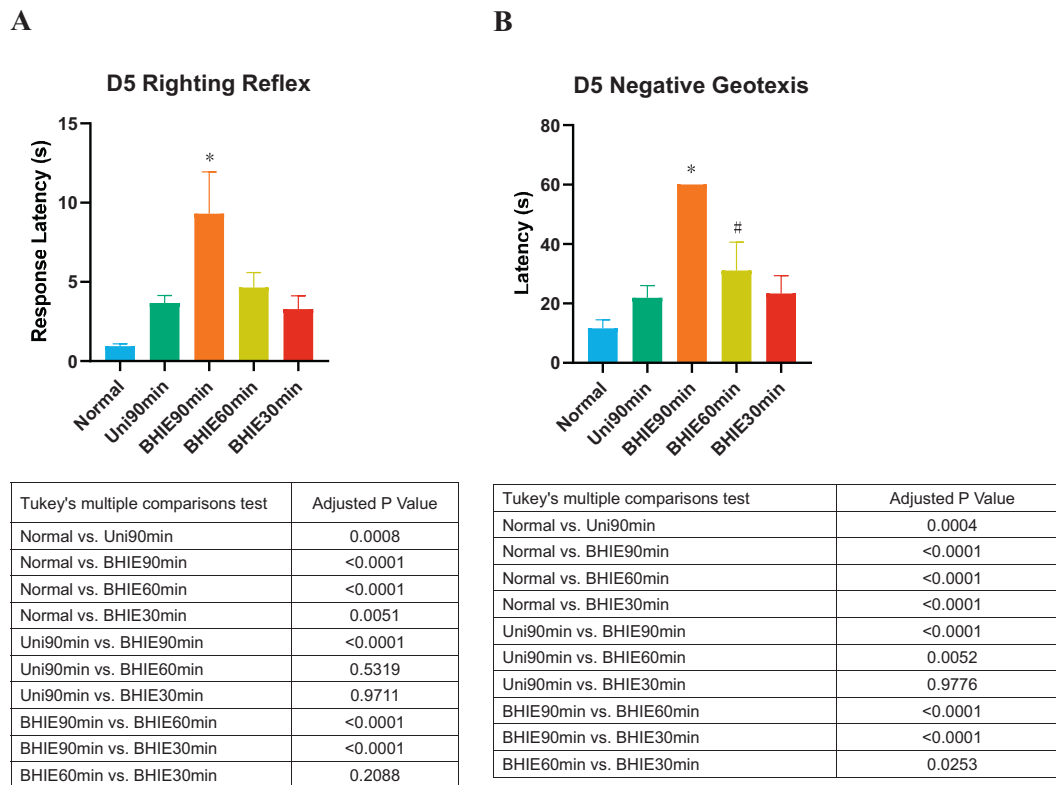 A
D5 Righting Reflex
Response Latency (s)
15
10
5
0
*
Normal
Uni90min
BHIE90min
BHIE60min
BHIE30min
Tukey's multiple comparisons test Adjusted P Value
Normal vs. Uni90min 0.0008
Normal vs. BHIE90min <0.0001
Normal vs. BHIE60min <0.0001
Normal vs. BHIE30min 0.0051
Uni90min vs. BHIE90min <0.0001
Uni90min vs. BHIE60min 0.5319
Uni90min vs. BHIE30min 0.9711
BHIE90min vs. BHIE60min <0.0001
BHIE90min vs. BHIE30min <0.0001
BHIE60min vs. BHIE30min 0.2088
B
D5 Negative Geotexis
Latency (s)
80
60
40
20
0
*
#
Normal
Uni90min
BHIE90min
BHIE60min
BHIE30min
Tukey's multiple comparisons test Adjusted P Value
Normal vs. Uni90min 0.0004
Normal vs. BHIE90min <0.0001
Normal vs. BHIE60min <0.0001
Normal vs. BHIE30min <0.0001
Uni90min vs. BHIE90min <0.0001
Uni90min vs. BHIE60min 0.0052
Uni90min vs. BHIE30min 0.9776
BHIE90min vs. BHIE60min <0.0001
BHIE90min vs. BHIE30min <0.0001
BHIE60min vs. BHIE30min 0.0253